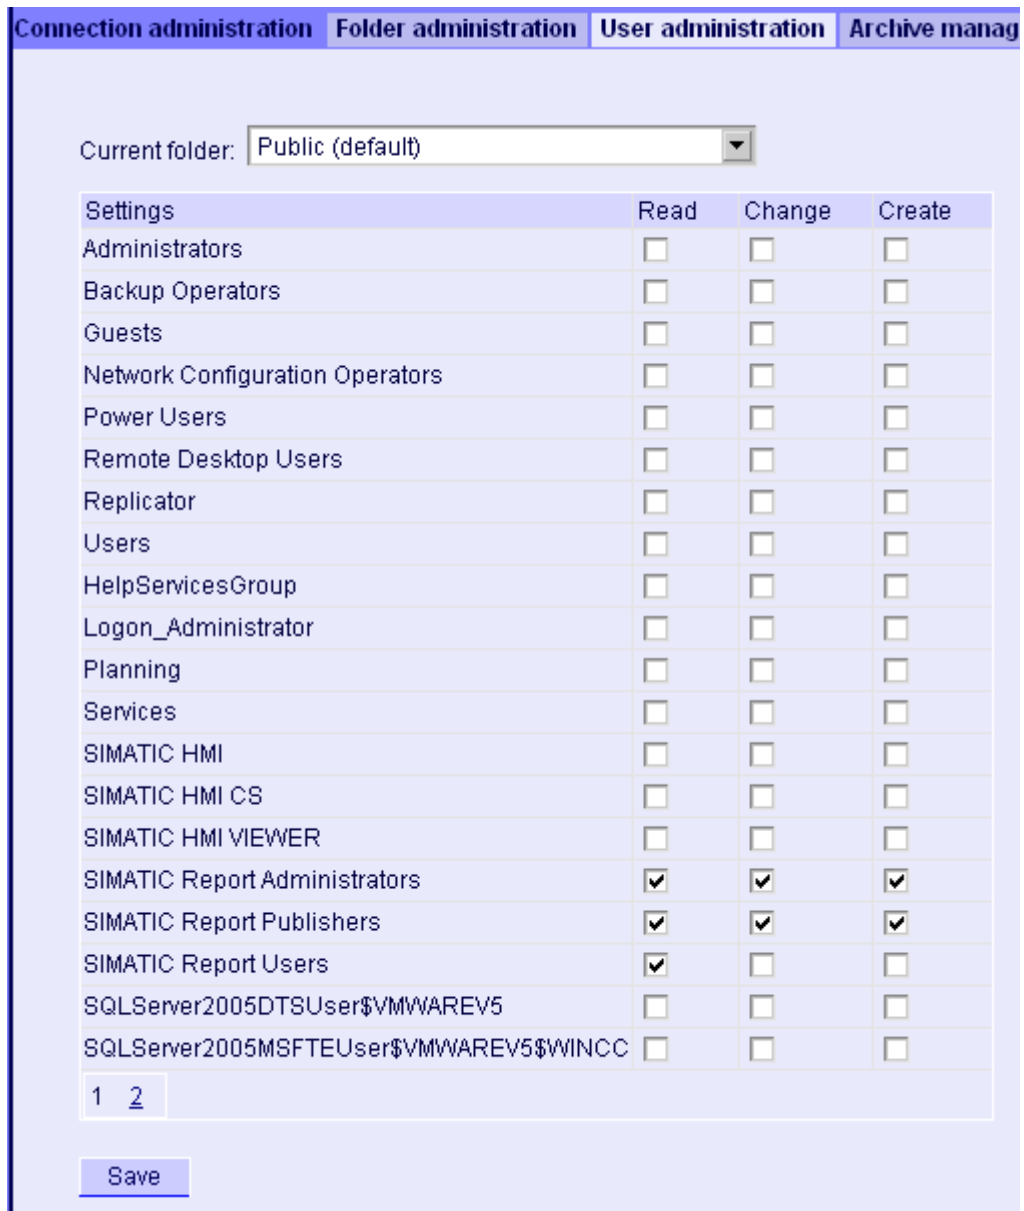 Connection administration Folder administration User administration Archive manag
Current folder: Public (default)
Settings Read Change Create
Administrators
Backup Operators
Guests
Network Configuration Operators
Power Users
Remote Desktop Users
Replicator
Users
HelpServicesGroup
Logon_Administrator
Planning
Services
SIMATIC HMI
SIMATIC HMI CS
SIMATIC HMI VIEWER
SIMATIC Report Administrators
SIMATIC Report Publishers
SIMATIC Report Users
SQLServer2005DTSUser$VMWAREV5
SQLServer2005MSFTEUser$VMWAREV5$WINCC
1 2
Save